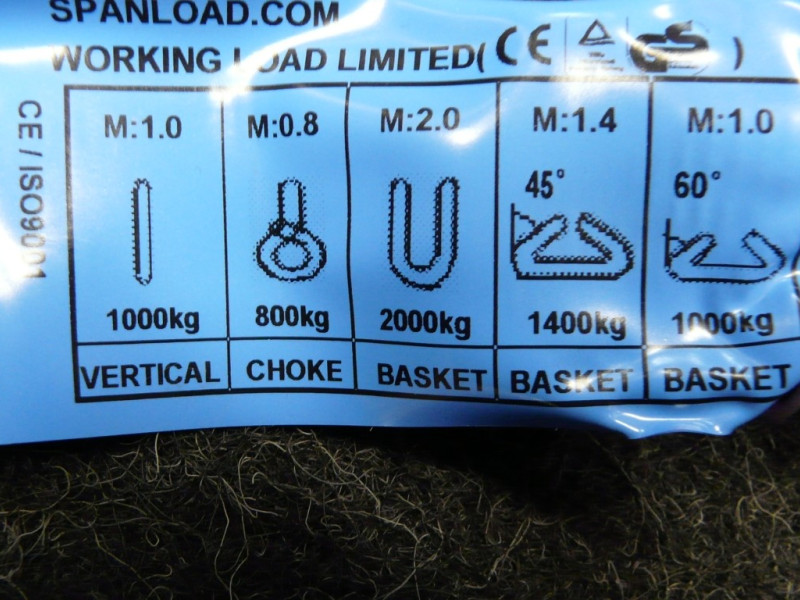 SPANLOAD.COM
WORKING LOAD LIMITED( CE GS )
CE / ISO9001
M:1.0 M:0.8 M:2.0 M:1.4 M:1.0
45° 60°
1000kg 800kg 2000kg 1400kg 1000kg
VERTICAL CHOKE BASKET BASKET BASKET